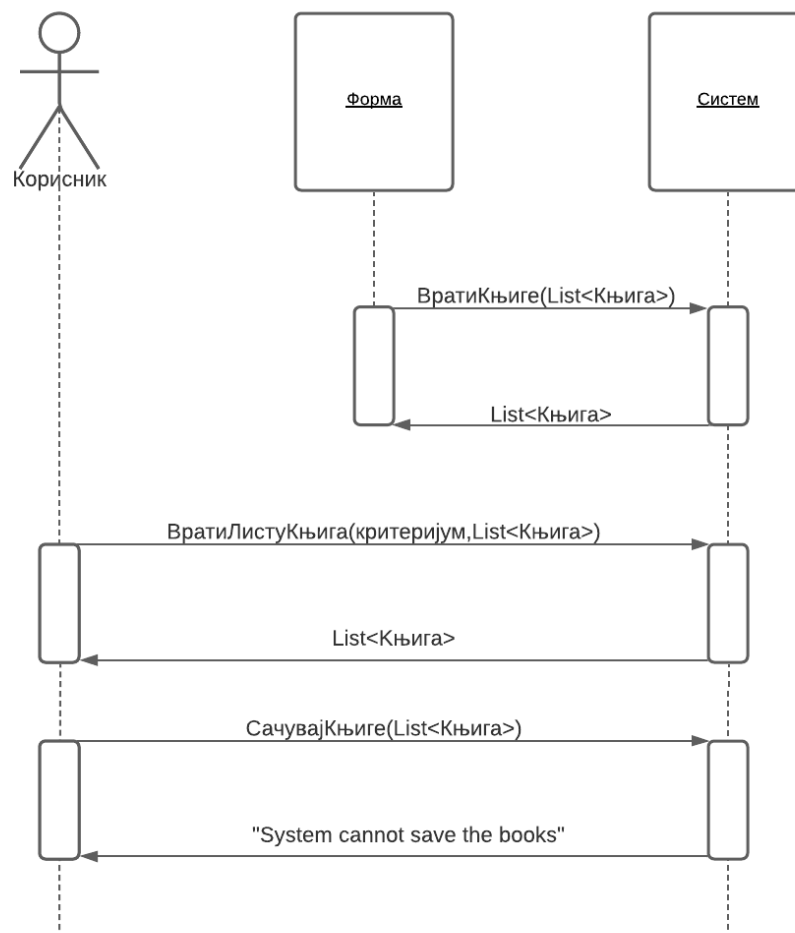 Форма
Систем
Корисник
ВратиКњиге(List<Књига>)
List<Књига>
ВратиЛистуКњига(критеријум,List<Књига>)
List<Књига>
СачувајКњиге(List<Књига>)
"System cannot save the books"